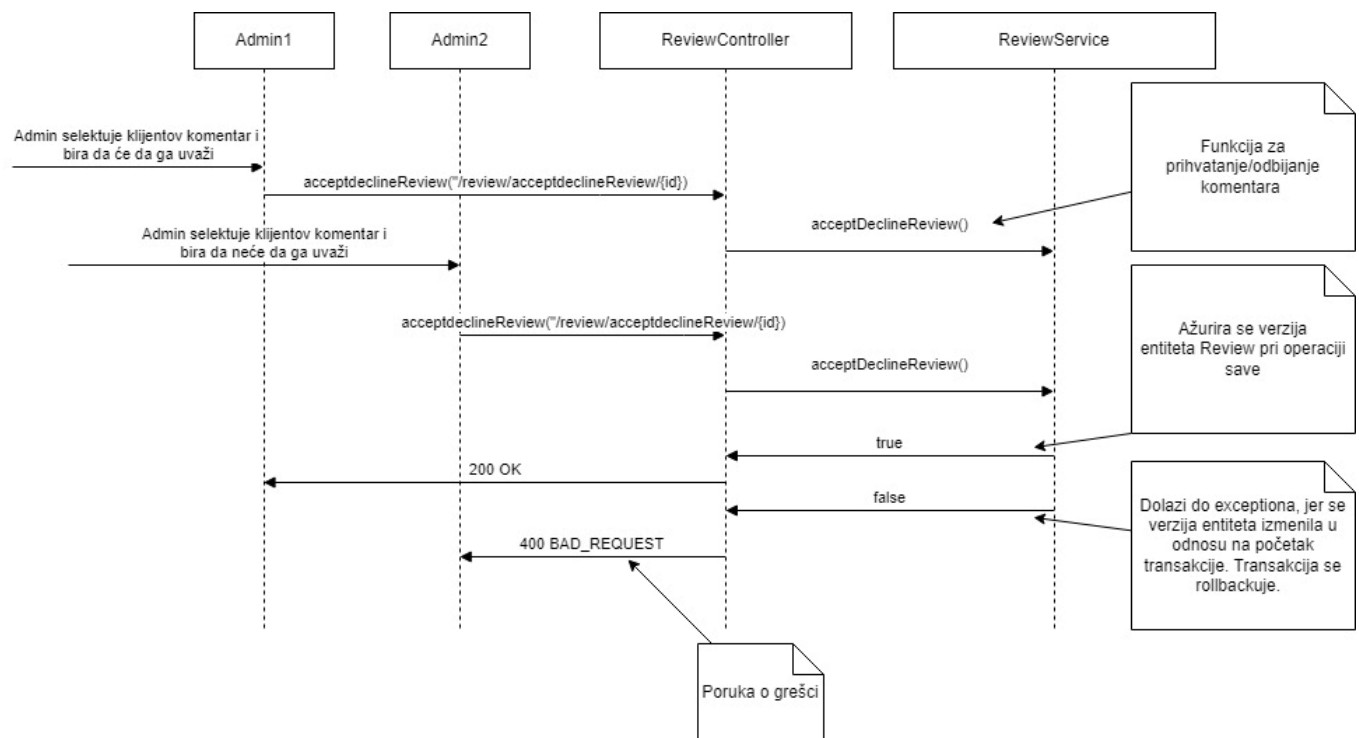 Admin1
Admin2
ReviewController
ReviewService
Admin selektuje klijentov komentar i
bira da će da ga uvaži
acceptdeclineReview("/review/acceptdeclineReview/{id})
Funkcija za
prihvatanje/odbijanje
komentara
acceptDeclineReview()
Admin selektuje klijentov komentar i
bira da neće da ga uvaži
acceptdeclineReview("/review/acceptdeclineReview/{id})
Ažurira se verzija
entiteta Review pri operaciji
save
acceptDeclineReview()
true
200 OK
false
Dolazi do exceptiona, jer se
verzija entiteta izmenila u
odnosu na početak
transakcije. Transakcija se
rollbackuje.
400 BAD_REQUEST
Poruka o grešci